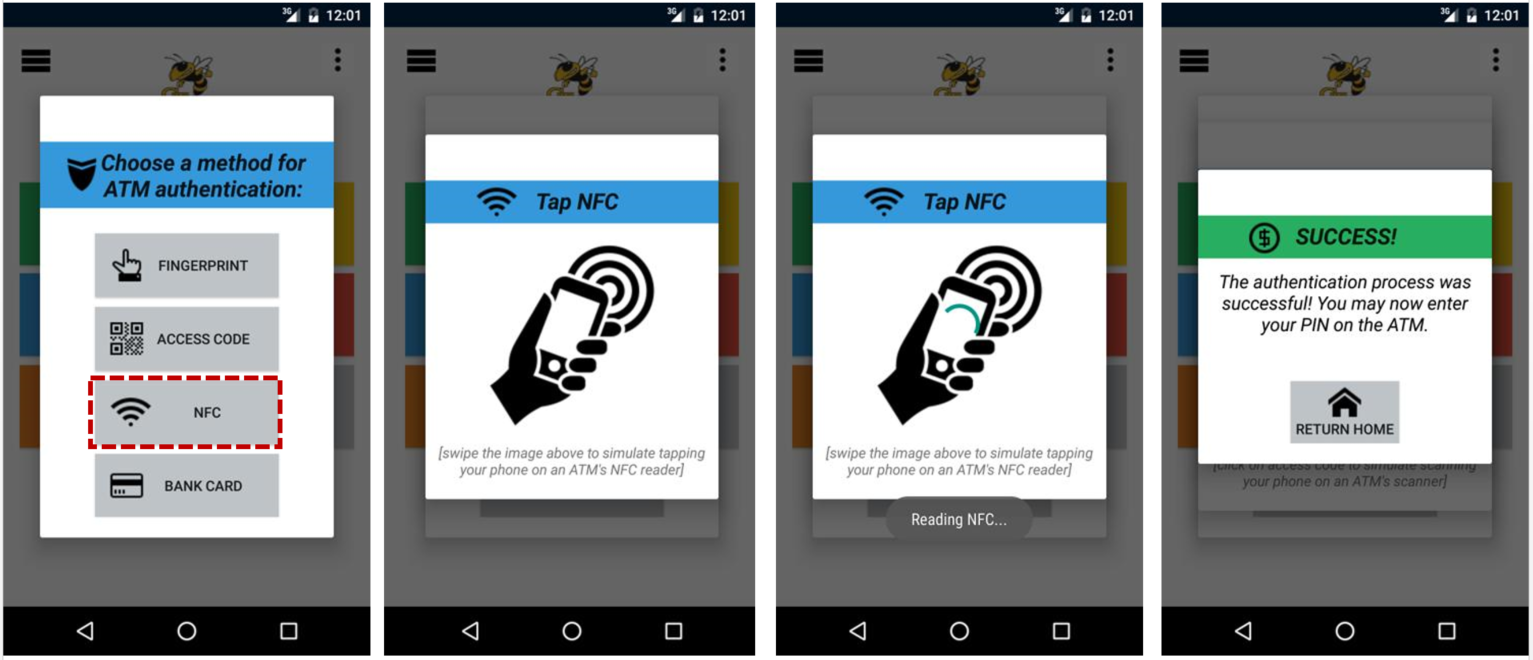 3G 12:01
Choose a method for
ATM authentication:
FINGERPRINT
ACCESS CODE
NFC
BANK CARD
3G 12:01
Tap NFC
[swipe the image above to simulate tapping
your phone on an ATM's NFC reader]
3G 12:01
Tap NFC
[swipe the image above to simulate tapping
your phone on an ATM's NFC reader]
Reading NFC...
3G 12:01
SUCCESS!
The authentication process was
successful! You may now enter
your PIN on the ATM.
RETURN HOME
[click on access code to simulate scanning
your phone on an ATM's scanner]